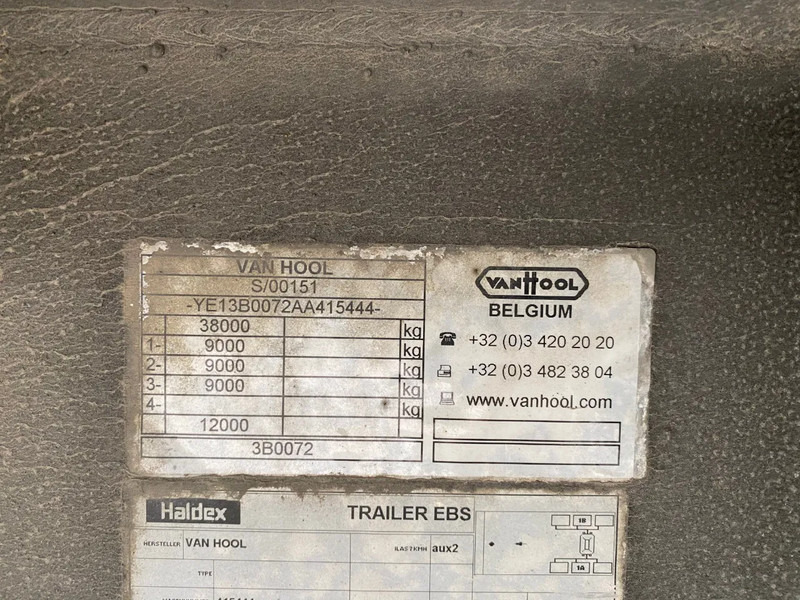 VAN HOOL
S/00151
-YE13B0072AA415444-
38000 kg
1- 9000 kg
2- 9000 kg
3- 9000 kg
4- kg
12000
3B0072
VANHOOL
BELGIUM
+32 (0)3 420 20 20
+32 (0)3 482 38 04
www.vanhool.com
Haldex TRAILER EBS
HERSTELLER VAN HOOL aux2
TYPE
1B
1A